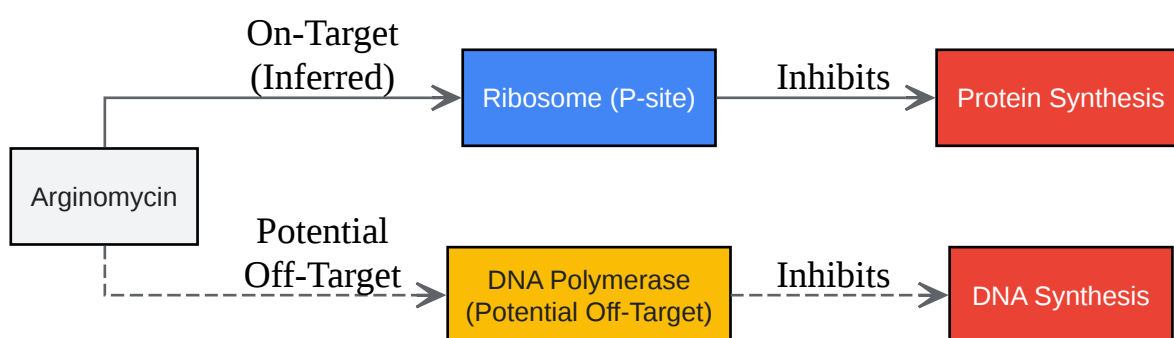 On-Target
(Inferred)
Ribosome (P-site)
Inhibits
Protein Synthesis
Arginomycin
Potential
Off-Target
DNA Polymerase
(Potential Off-Target)
Inhibits
DNA Synthesis